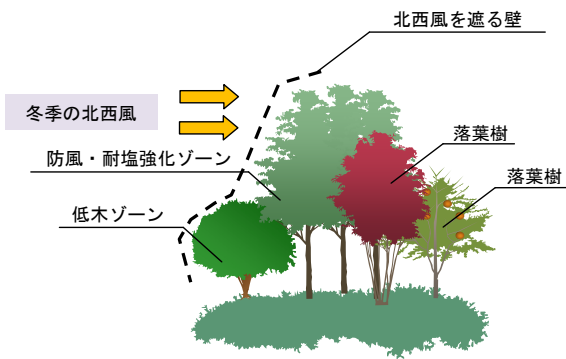 北西風を遮る壁
冬季の北西風
落葉樹
防風・耐塩強化ゾーン
落葉樹
低木ゾーン